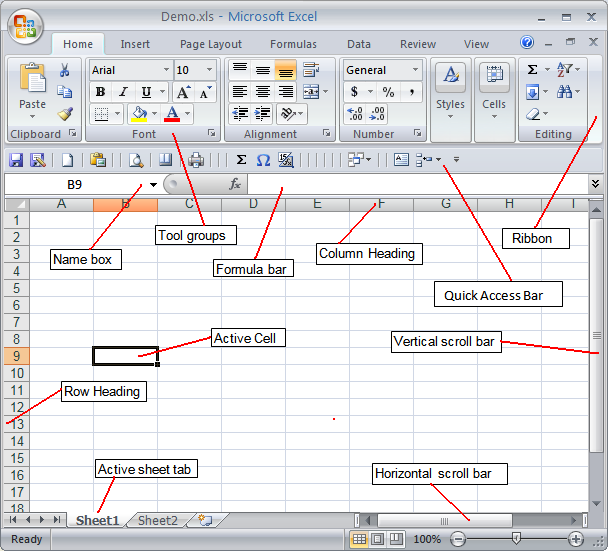 Demo.xls - Microsoft Excel
Home Insert Page Layout Formulas Data Review View
Paste Arial 10 General Styles Cells
B I U A A $ % ,
A .00 .0
Clipboard Font Alignment Number Editing
Σ Ω
B9 fx
A B C D E F G H I
1
2 Tool groups Ribbon
3 Name box Column Heading
4 Formula bar
5 Quick Access Bar
6
7
8 Active Cell Vertical scroll bar
9
10
11 Row Heading
12
13
14
15
16 Active sheet tab Horizontal scroll bar
17
18
Sheet1 Sheet2
Ready 100%